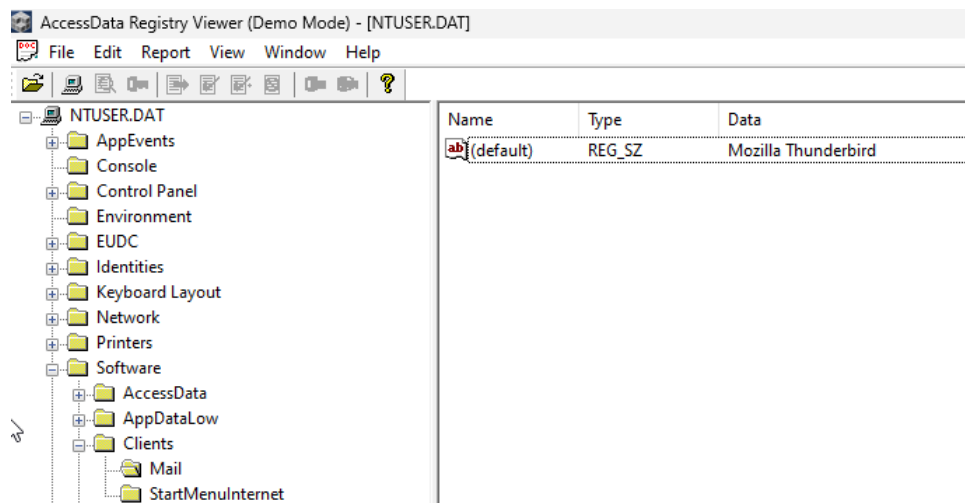 AccessData Registry Viewer (Demo Mode) - [NTUSER.DAT]
File Edit Report View Window Help
NTUSER.DAT
AppEvents
Console
Control Panel
Environment
EUDC
Identities
Keyboard Layout
Network
Printers
Software
AccessData
AppDataLow
Clients
Mail
StartMenuInternet
Name Type Data
(default) REG_SZ Mozilla Thunderbird